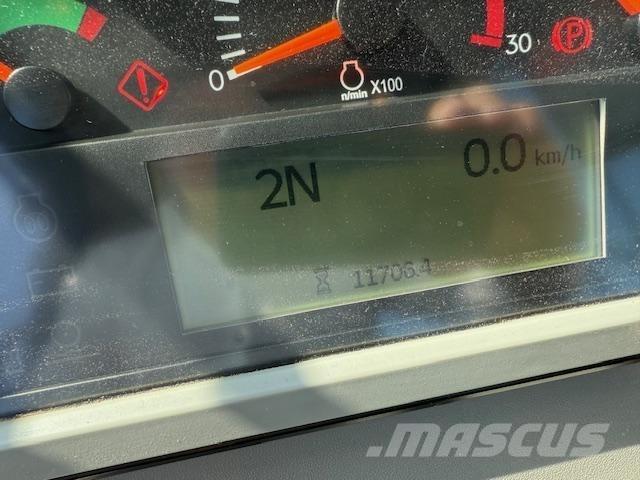 0
n/min X100
30
P
2N
0.0 km/h
11706.4
.MASCUS